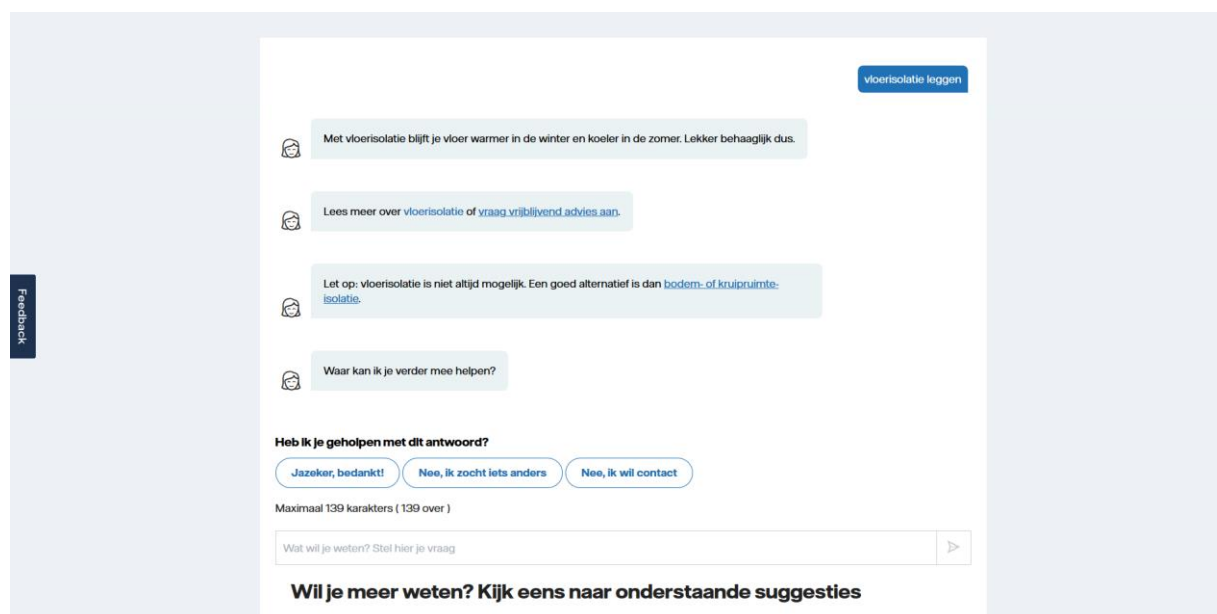 vloerisolatie leggen
Met vloerisolatie blijft je vloer warmer in de winter en koeler in de zomer. Lekker behaaglijk dus.
Lees meer over vloerisolatie of vraag vrijblijvend advies aan.
Let op: vloerisolatie is niet altijd mogelijk. Een goed alternatief is dan bodem- of kruipruimte-
isolatie.
Feedback
Waar kan ik je verder mee helpen?
Heb ik je geholpen met dit antwoord?
Jazeker, bedankt! Nee, ik zocht iets anders Nee, ik wil contact
Maximaal 139 karakters ( 139 over )
Wat wil je weten? Stel hier je vraag
Wil je meer weten? Kijk eens naar onderstaande suggesties